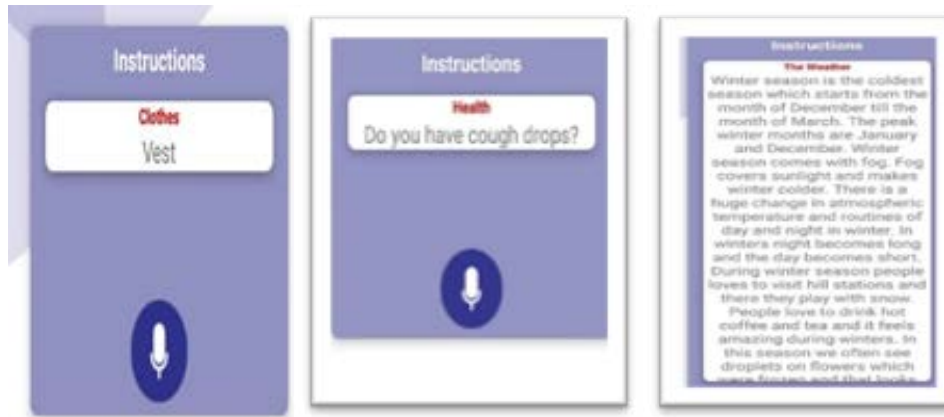 Instructions
Clothes
Vest
Instructions
Health
Do you have cough drops?
Instructions
The Weather
Winter season is the coldest
season which starts from the
month of December till the
month of March. The peak
winter months are January
and December. Winter
season comes with fog. Fog
covers sunlight and makes
winter colder. There is a
huge change in atmospheric
temperature and routines of
day and night in winter. In
winters night becomes long
and the day becomes short.
During winter season people
loves to visit hill stations and
there they play with snow.
People love to drink hot
coffee and tea and it feels
amazing during winters. In
this season we often see
droplets on flowers which
were frozen and that looks